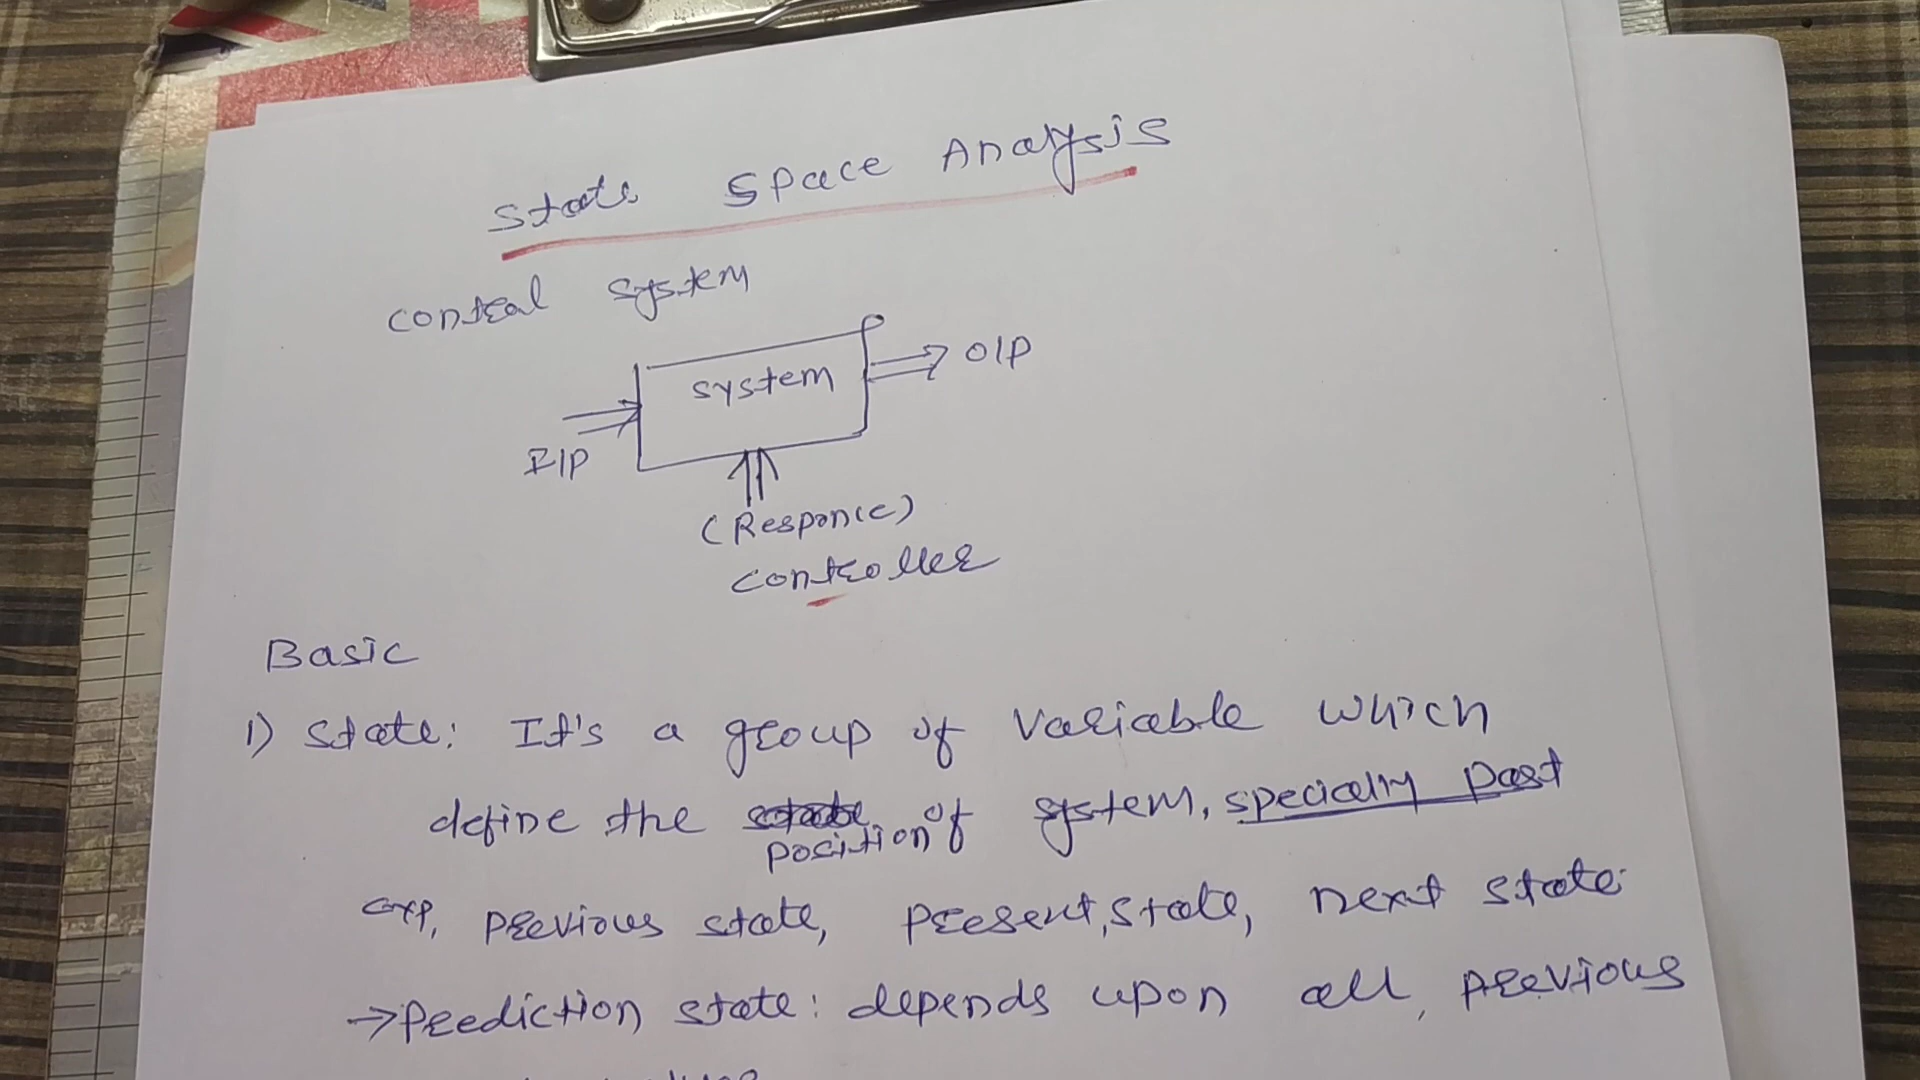 State Space Analysis
Control System
System
O/P
I/P
(Responce)
Controller
Basic
1) State: It's a group of Variable which
define the position of system, specially past
exp, previous state, present, state, next state.
→ Prediction state: depends upon all, previous